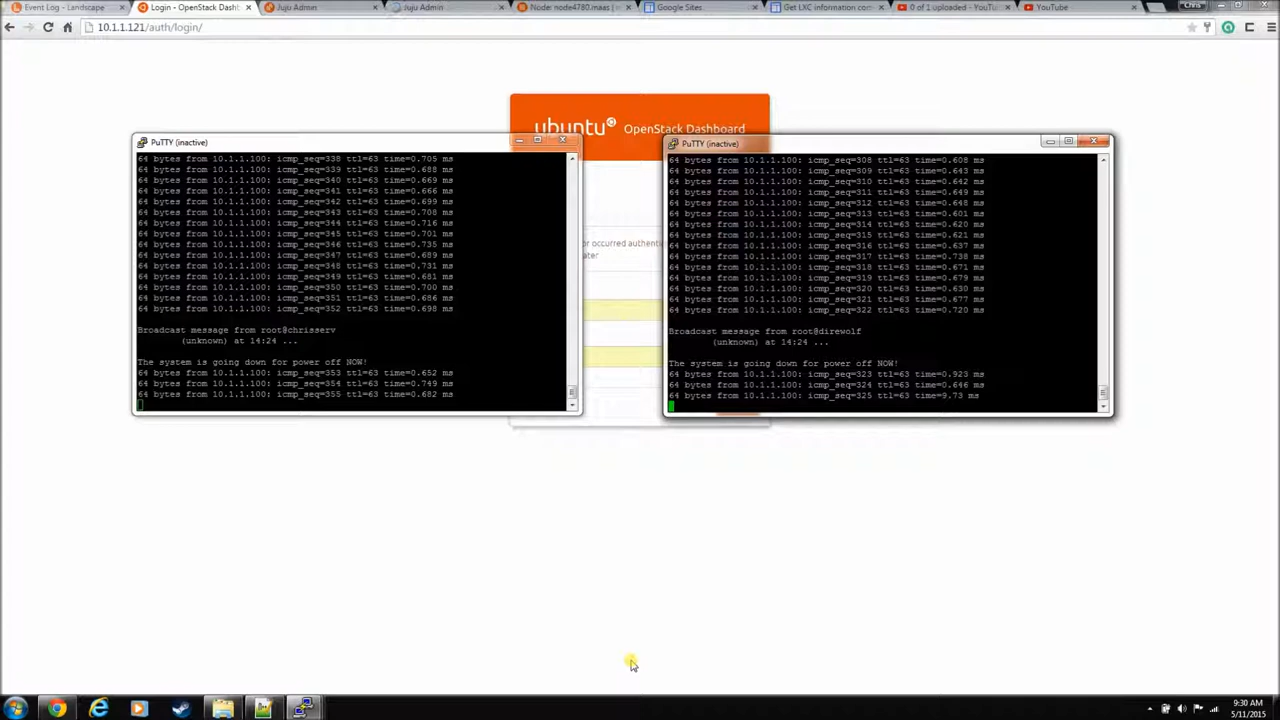 Event Log - Landscape
Login - OpenStack Dashb
Juju Admin
Juju Admin
Node: node4780.maas |
Google Sites
Get LXC information con
0 of 1 uploaded - YouTu
YouTube
Chris
10.1.1.121/auth/login/
ubuntu OpenStack Dashboard
or occurred authentic
ater
PuTTY (inactive)
64 bytes from 10.1.1.100: icmp_seq=338 ttl=63 time=0.705 ms
64 bytes from 10.1.1.100: icmp_seq=339 ttl=63 time=0.688 ms
64 bytes from 10.1.1.100: icmp_seq=340 ttl=63 time=0.669 ms
64 bytes from 10.1.1.100: icmp_seq=341 ttl=63 time=0.666 ms
64 bytes from 10.1.1.100: icmp_seq=342 ttl=63 time=0.699 ms
64 bytes from 10.1.1.100: icmp_seq=343 ttl=63 time=0.708 ms
64 bytes from 10.1.1.100: icmp_seq=344 ttl=63 time=0.716 ms
64 bytes from 10.1.1.100: icmp_seq=345 ttl=63 time=0.701 ms
64 bytes from 10.1.1.100: icmp_seq=346 ttl=63 time=0.735 ms
64 bytes from 10.1.1.100: icmp_seq=347 ttl=63 time=0.689 ms
64 bytes from 10.1.1.100: icmp_seq=348 ttl=63 time=0.731 ms
64 bytes from 10.1.1.100: icmp_seq=349 ttl=63 time=0.681 ms
64 bytes from 10.1.1.100: icmp_seq=350 ttl=63 time=0.700 ms
64 bytes from 10.1.1.100: icmp_seq=351 ttl=63 time=0.686 ms
64 bytes from 10.1.1.100: icmp_seq=352 ttl=63 time=0.698 ms
Broadcast message from root@chrisserv
(unknown) at 14:24 ...
The system is going down for power off NOW!
64 bytes from 10.1.1.100: icmp_seq=353 ttl=63 time=0.652 ms
64 bytes from 10.1.1.100: icmp_seq=354 ttl=63 time=0.749 ms
64 bytes from 10.1.1.100: icmp_seq=355 ttl=63 time=0.682 ms
PuTTY (inactive)
64 bytes from 10.1.1.100: icmp_seq=308 ttl=63 time=0.608 ms
64 bytes from 10.1.1.100: icmp_seq=309 ttl=63 time=0.643 ms
64 bytes from 10.1.1.100: icmp_seq=310 ttl=63 time=0.642 ms
64 bytes from 10.1.1.100: icmp_seq=311 ttl=63 time=0.649 ms
64 bytes from 10.1.1.100: icmp_seq=312 ttl=63 time=0.648 ms
64 bytes from 10.1.1.100: icmp_seq=313 ttl=63 time=0.601 ms
64 bytes from 10.1.1.100: icmp_seq=314 ttl=63 time=0.620 ms
64 bytes from 10.1.1.100: icmp_seq=315 ttl=63 time=0.621 ms
64 bytes from 10.1.1.100: icmp_seq=316 ttl=63 time=0.637 ms
64 bytes from 10.1.1.100: icmp_seq=317 ttl=63 time=0.738 ms
64 bytes from 10.1.1.100: icmp_seq=318 ttl=63 time=0.671 ms
64 bytes from 10.1.1.100: icmp_seq=319 ttl=63 time=0.679 ms
64 bytes from 10.1.1.100: icmp_seq=320 ttl=63 time=0.630 ms
64 bytes from 10.1.1.100: icmp_seq=321 ttl=63 time=0.677 ms
64 bytes from 10.1.1.100: icmp_seq=322 ttl=63 time=0.720 ms
Broadcast message from root@direwolf
(unknown) at 14:24 ...
The system is going down for power off NOW!
64 bytes from 10.1.1.100: icmp_seq=323 ttl=63 time=0.923 ms
64 bytes from 10.1.1.100: icmp_seq=324 ttl=63 time=0.646 ms
64 bytes from 10.1.1.100: icmp_seq=325 ttl=63 time=9.73 ms
9:30 AM
5/11/2015